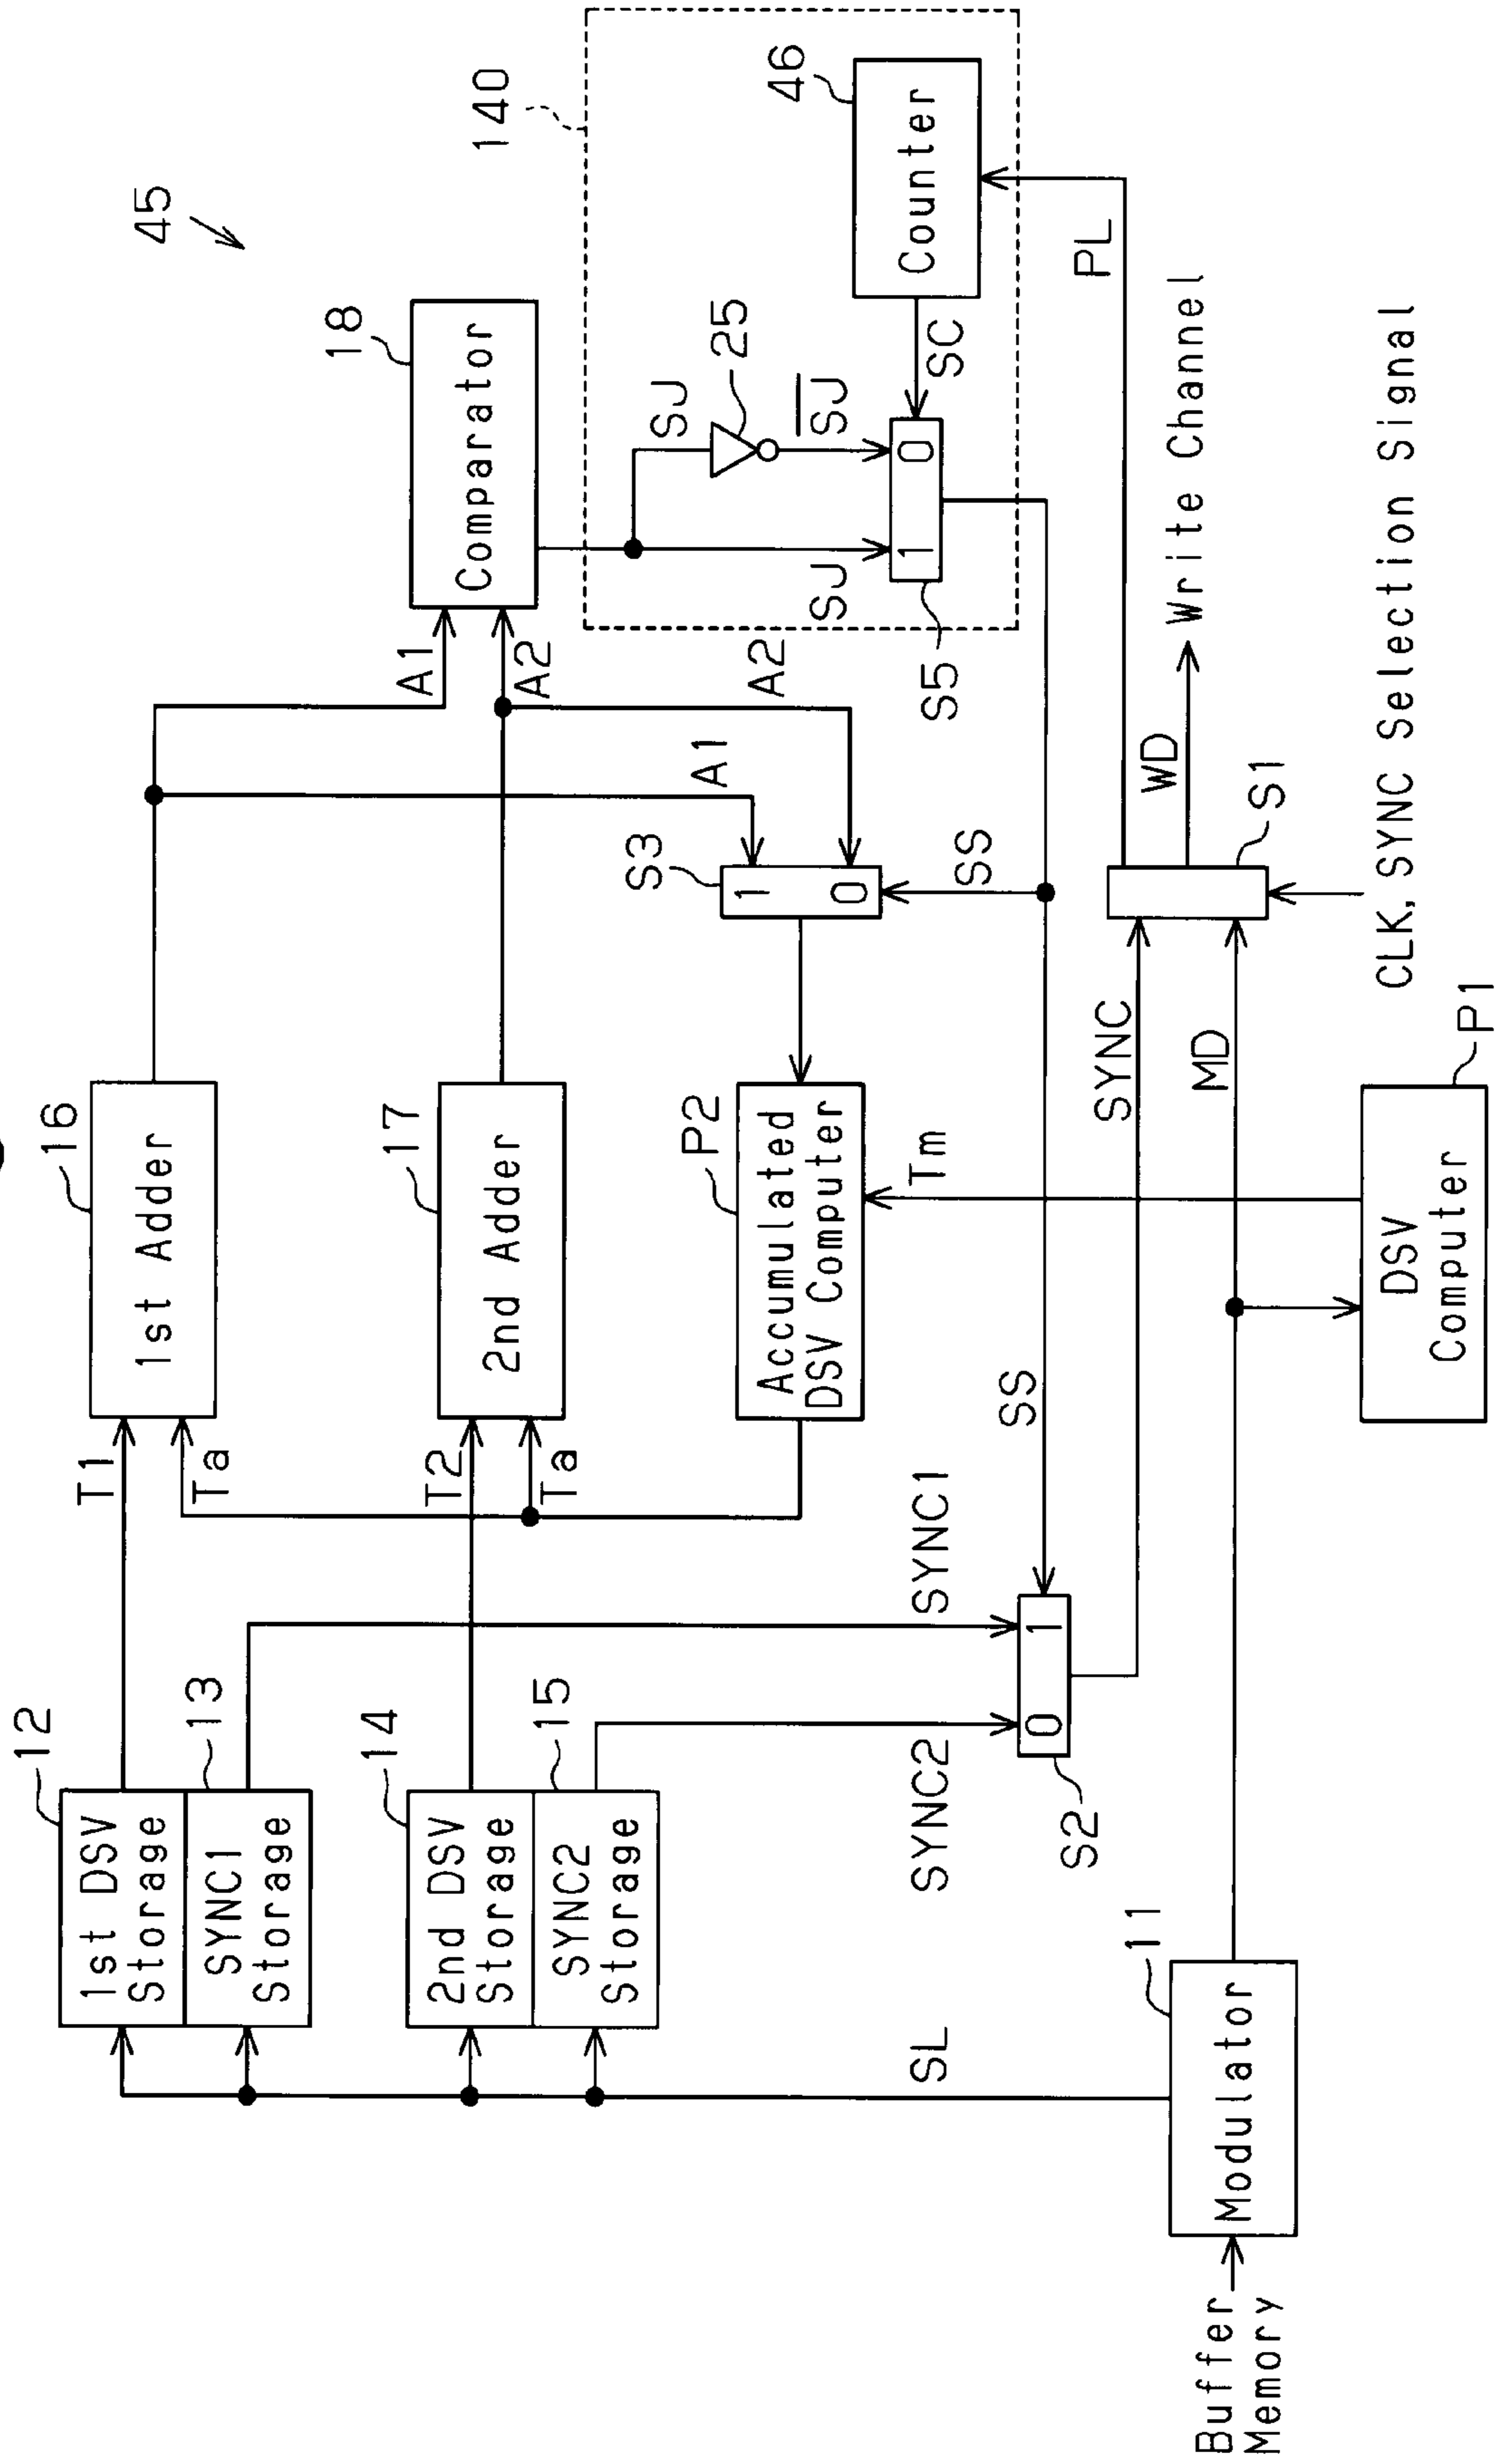 45
12
1st DSV
Storage
13
SYNC1
Storage
T1
Ta
16
1st Adder
A1
18
Comparator
14
2nd DSV
Storage
15
SYNC2
Storage
T2
Ta
17
2nd Adder
A2
A1
A2
140
SJ
25
SJ
SJ
S5
1
0
SC
46
Counter
P2
Accumulated
DSV Computer
Tm
S3
1
0
SS
SS
SYNC2
SYNC1
S2
0
1
SYNC
SL
PL
11
Modulator
Buffer
Memory
MD
WD
Write Channel
S1
CLK, SYNC Selection Signal
P1
DSV
Computer